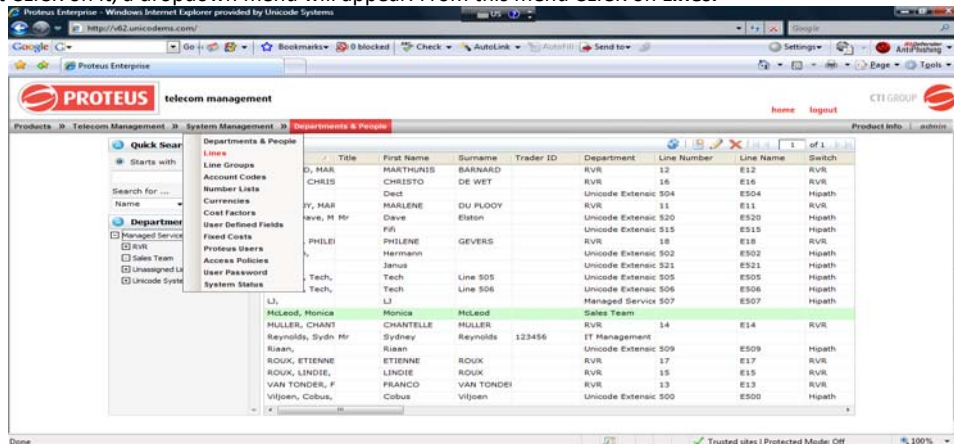 Proteus Enterprise - Windows Internet Explorer provided by Unicode Systems
US
http://v62.unicodems.com/
Google
Google G
Go
Bookmarks
0 blocked
Check
AutoLink
AutoFill
Send to
Settings
AntiPhishing
Proteus Enterprise
Page
Tools
PROTEUS telecom management
CTI GROUP
home logout
Products » Telecom Management » System Management » Departments & People
Product Info | admin
Quick Sear
Starts with
Search for ...
Name
Departmer
Managed Service
RVR
Sales Team
Unassigned Li
Unicode Syste
Departments & People
Lines
Line Groups
Account Codes
Number Lists
Currencies
Cost Factors
User Defined Fields
Fixed Costs
Proteus Users
Access Policies
User Password
System Status
1 of 1
Title First Name Surname Trader ID Department Line Number Line Name Switch
D, MAR MARTHUNIS BARNARD RVR 12 E12 RVR
CHRIS CHRISTO DE WET RVR 16 E16 RVR
Dect Unicode Extensic 504 E504 Hipath
Y, MAR MARLENE DU PLOOY RVR 11 E11 RVR
ave, M Mr Dave Elston Unicode Extensic 520 E520 Hipath
Fifi Unicode Extensic 515 E515 Hipath
, PHILEI PHILENE GEVERS RVR 18 E18 RVR
Hermann Unicode Extensic 502 E502 Hipath
Janus Unicode Extensic 521 E521 Hipath
, Tech, Tech Line 505 Unicode Extensic 505 E505 Hipath
Tech, Tech Line 506 Unicode Extensic 506 E506 Hipath
LJ, LJ Managed Service 507 E507 Hipath
McLeod, Monica Monica McLeod Sales Team
MULLER, CHANT CHANTELLE MULLER RVR 14 E14 RVR
Reynolds, Sydn Mr Sydney Reynolds 123456 IT Management
Riaan, Riaan Unicode Extensic 509 E509 Hipath
ROUX, ETIENNE ETIENNE ROUX RVR 17 E17 RVR
ROUX, LINDIE, LINDIE ROUX RVR 15 E15 RVR
VAN TONDER, F FRANCO VAN TONDEI RVR 13 E13 RVR
Viljoen, Cobus, Cobus Viljoen Unicode Extensic 500 E500 Hipath
Done
Trusted sites | Protected Mode: Off
100%